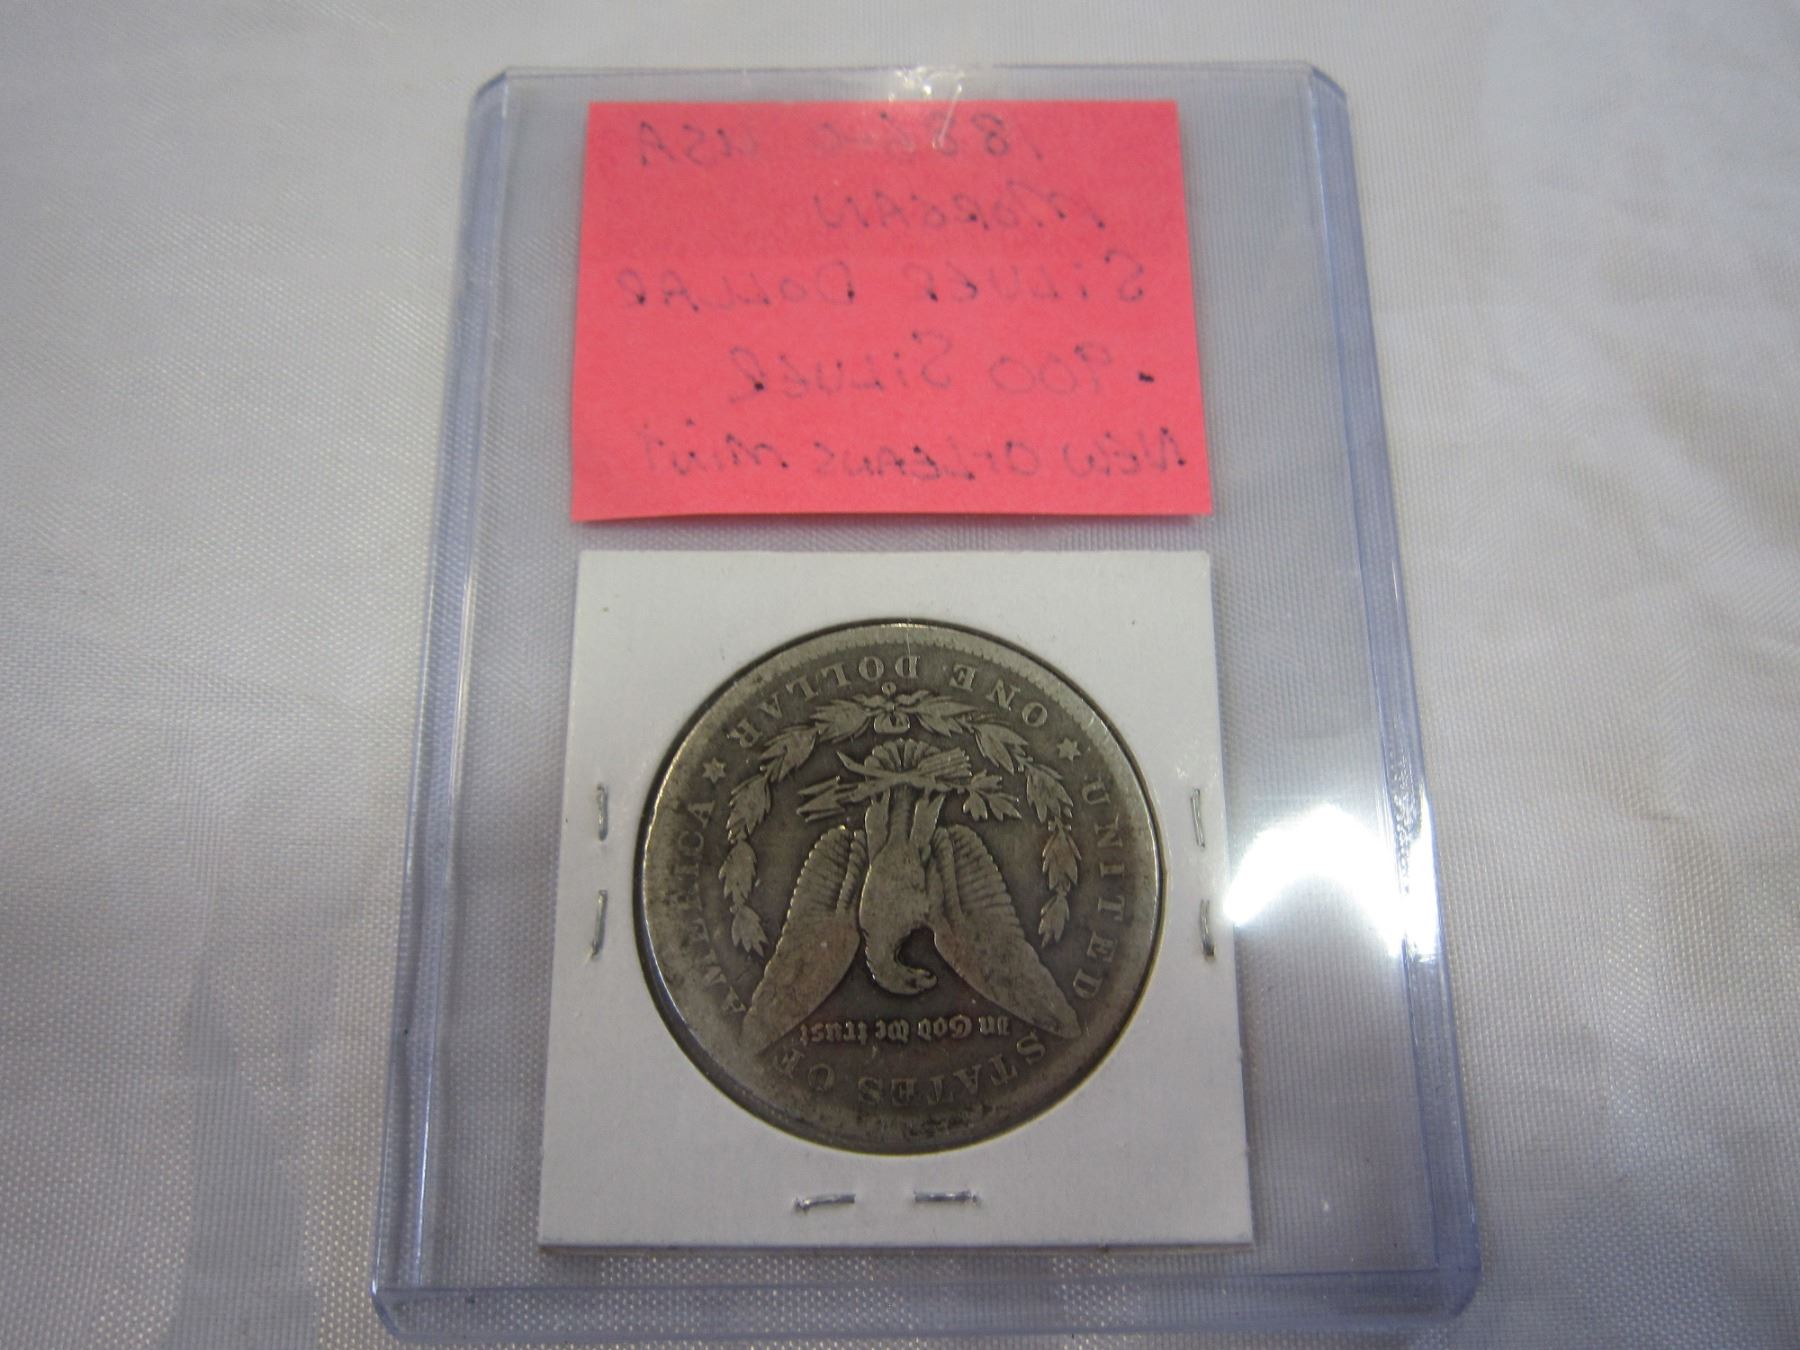 1886-O USA
MORGAN
SILVER DOLLAR
.900 SILVER
NEW ORLEANS MINT
UNITED STATES OF AMERICA
In God We trust
ONE DOLLAR
O